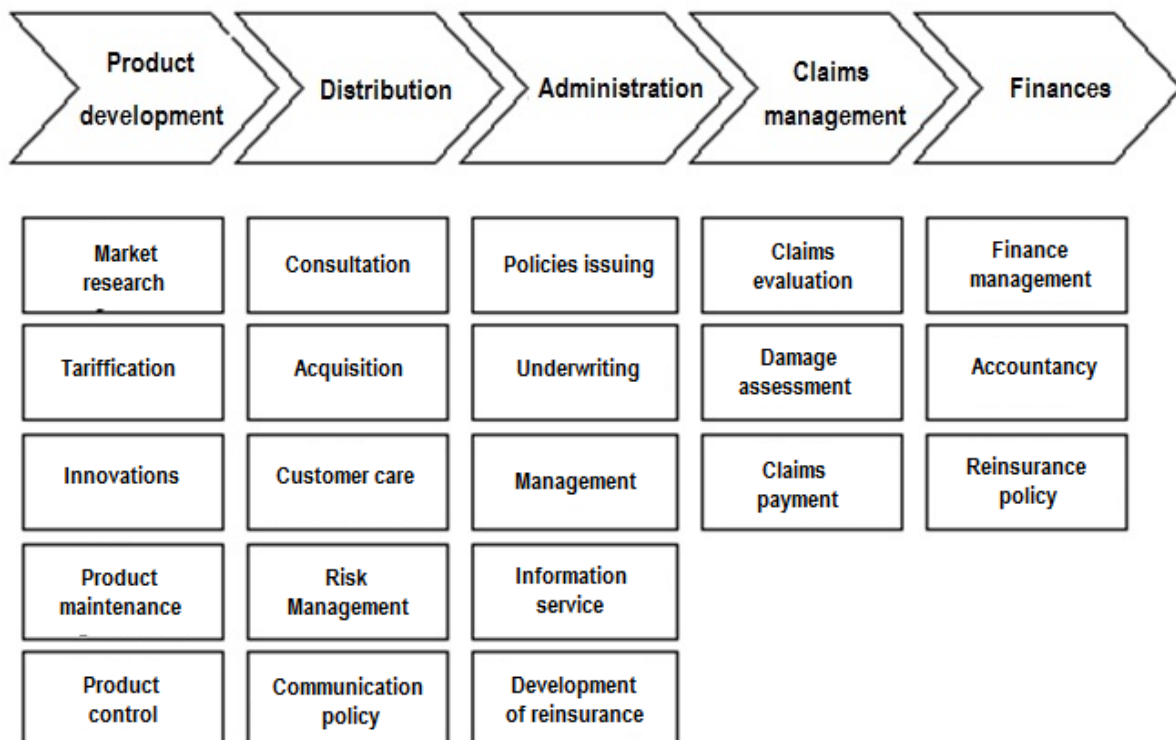 Product
development
Distribution
Administration
Claims
management
Finances
Market
research
Consultation
Policies issuing
Claims
evaluation
Finance
management
Tariffication
Acquisition
Underwriting
Damage
assessment
Accountancy
Innovations
Customer care
Management
Claims
payment
Reinsurance
policy
Product
maintenance
Risk
Management
Information
service
Product
control
Communication
policy
Development
of reinsurance